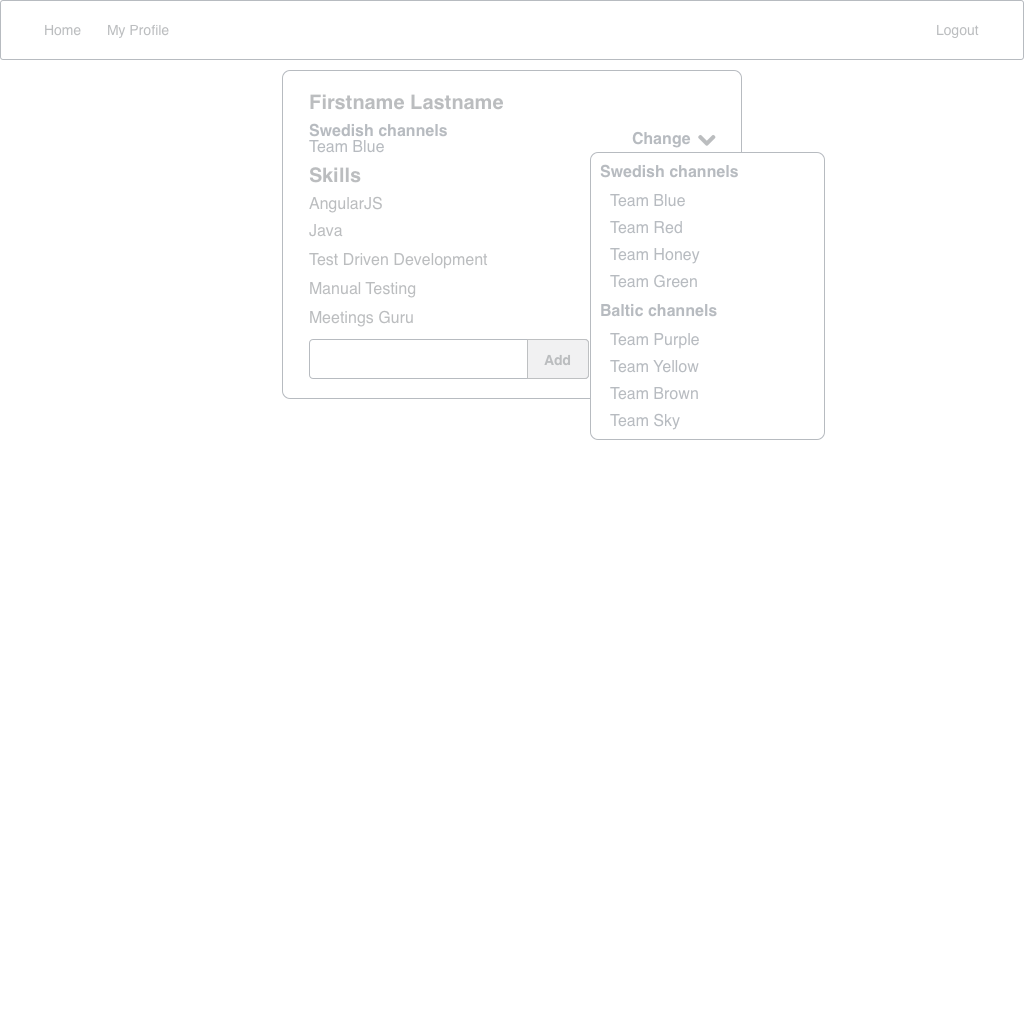 Home My Profile Logout
Firstname Lastname
Swedish channels
Team Blue
Change
Skills
AngularJS
Java
Test Driven Development
Manual Testing
Meetings Guru
Add
Swedish channels
Team Blue
Team Red
Team Honey
Team Green
Baltic channels
Team Purple
Team Yellow
Team Brown
Team Sky